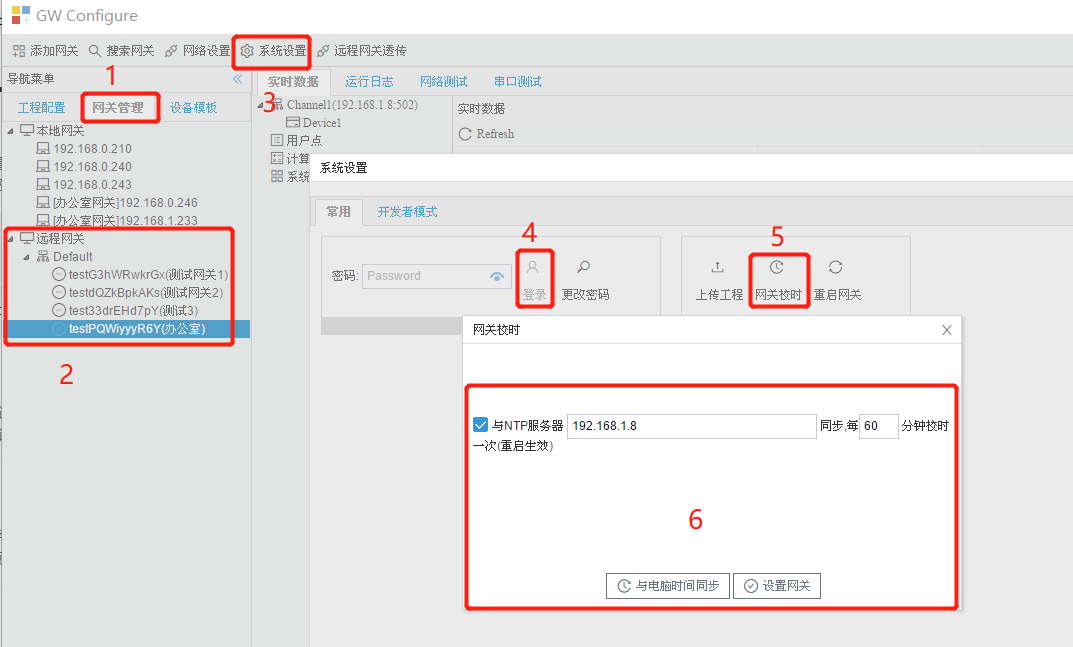 GW Configure
添加网关 搜索网关 网络设置 系统设置 远程网关透传
导航菜单
1
工程配置 网关管理 设备模板
本地网关
192.168.0.210
192.168.0.240
192.168.0.243
[办公室网关]192.168.0.246
[办公室网关]192.168.1.233
远程网关
Default
testG3hWRwkrGx(测试网关1)
testdQZkBpkAKs(测试网关2)
test33drEHd7pY(测试3)
testPQWiyyyR6Y(办公室)
2
实时数据 运行日志 网络测试 串口测试
3
Channel1(192.168.1.8:502)
Device1
用户点
计算
系统
实时数据
Refresh
系统设置
常用 开发者模式
4
5
密码: Password
登录 更改密码
上传工程 网关校时 重启网关
网关校时
与NTP服务器 192.168.1.8 同步,每 60 分钟校时
一次(重启生效)
6
与电脑时间同步 设置网关